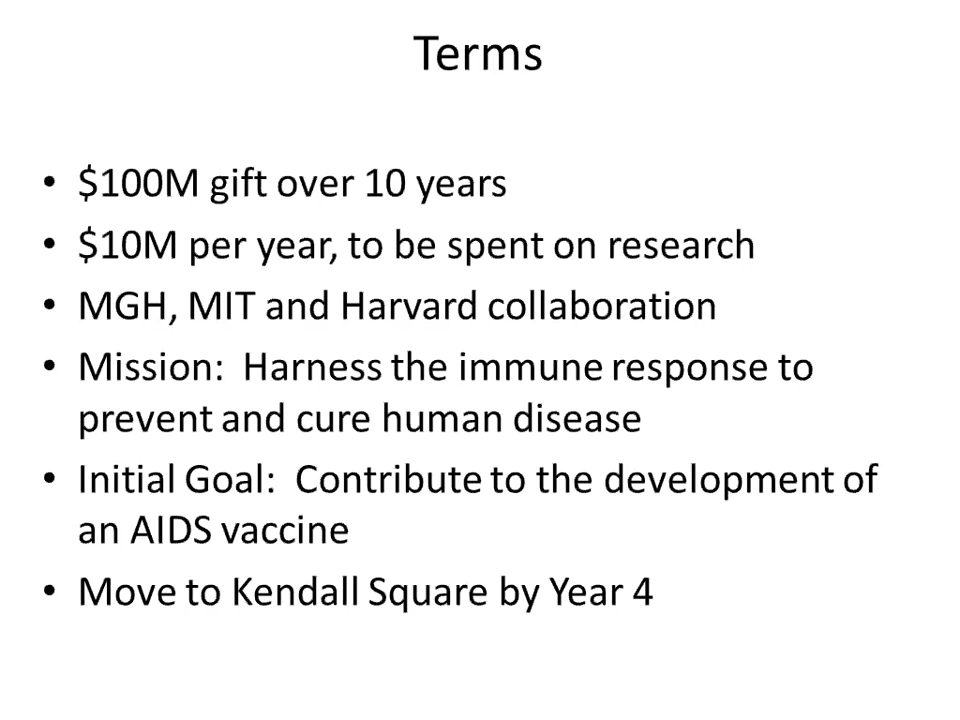 Terms
• $100M gift over 10 years
• $10M per year, to be spent on research
• MGH, MIT and Harvard collaboration
• Mission:  Harness the immune response to
prevent and cure human disease
• Initial Goal:  Contribute to the development of
an AIDS vaccine
• Move to Kendall Square by Year 4